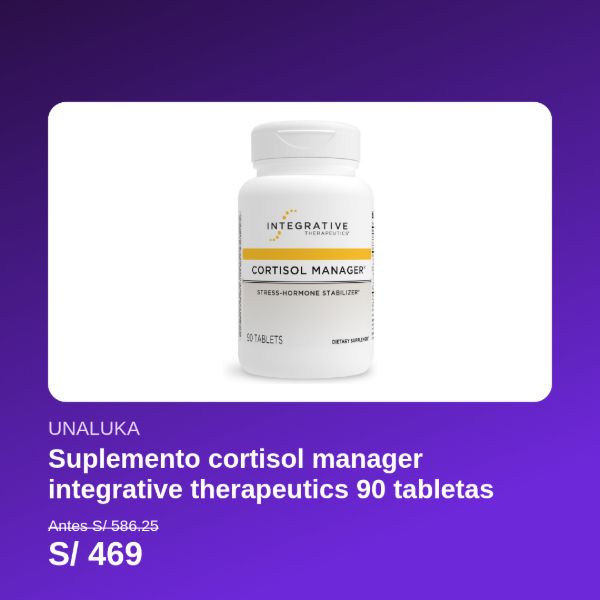 INTEGRATIVE
THERAPEUTICS
CORTISOL MANAGER®
STRESS-HORMONE STABILIZER*
90 TABLETS
DIETARY SUPPLEMENT
UNALUKA
Suplemento cortisol manager
integrative therapeutics 90 tabletas
Antes S/ 586.25
S/ 469